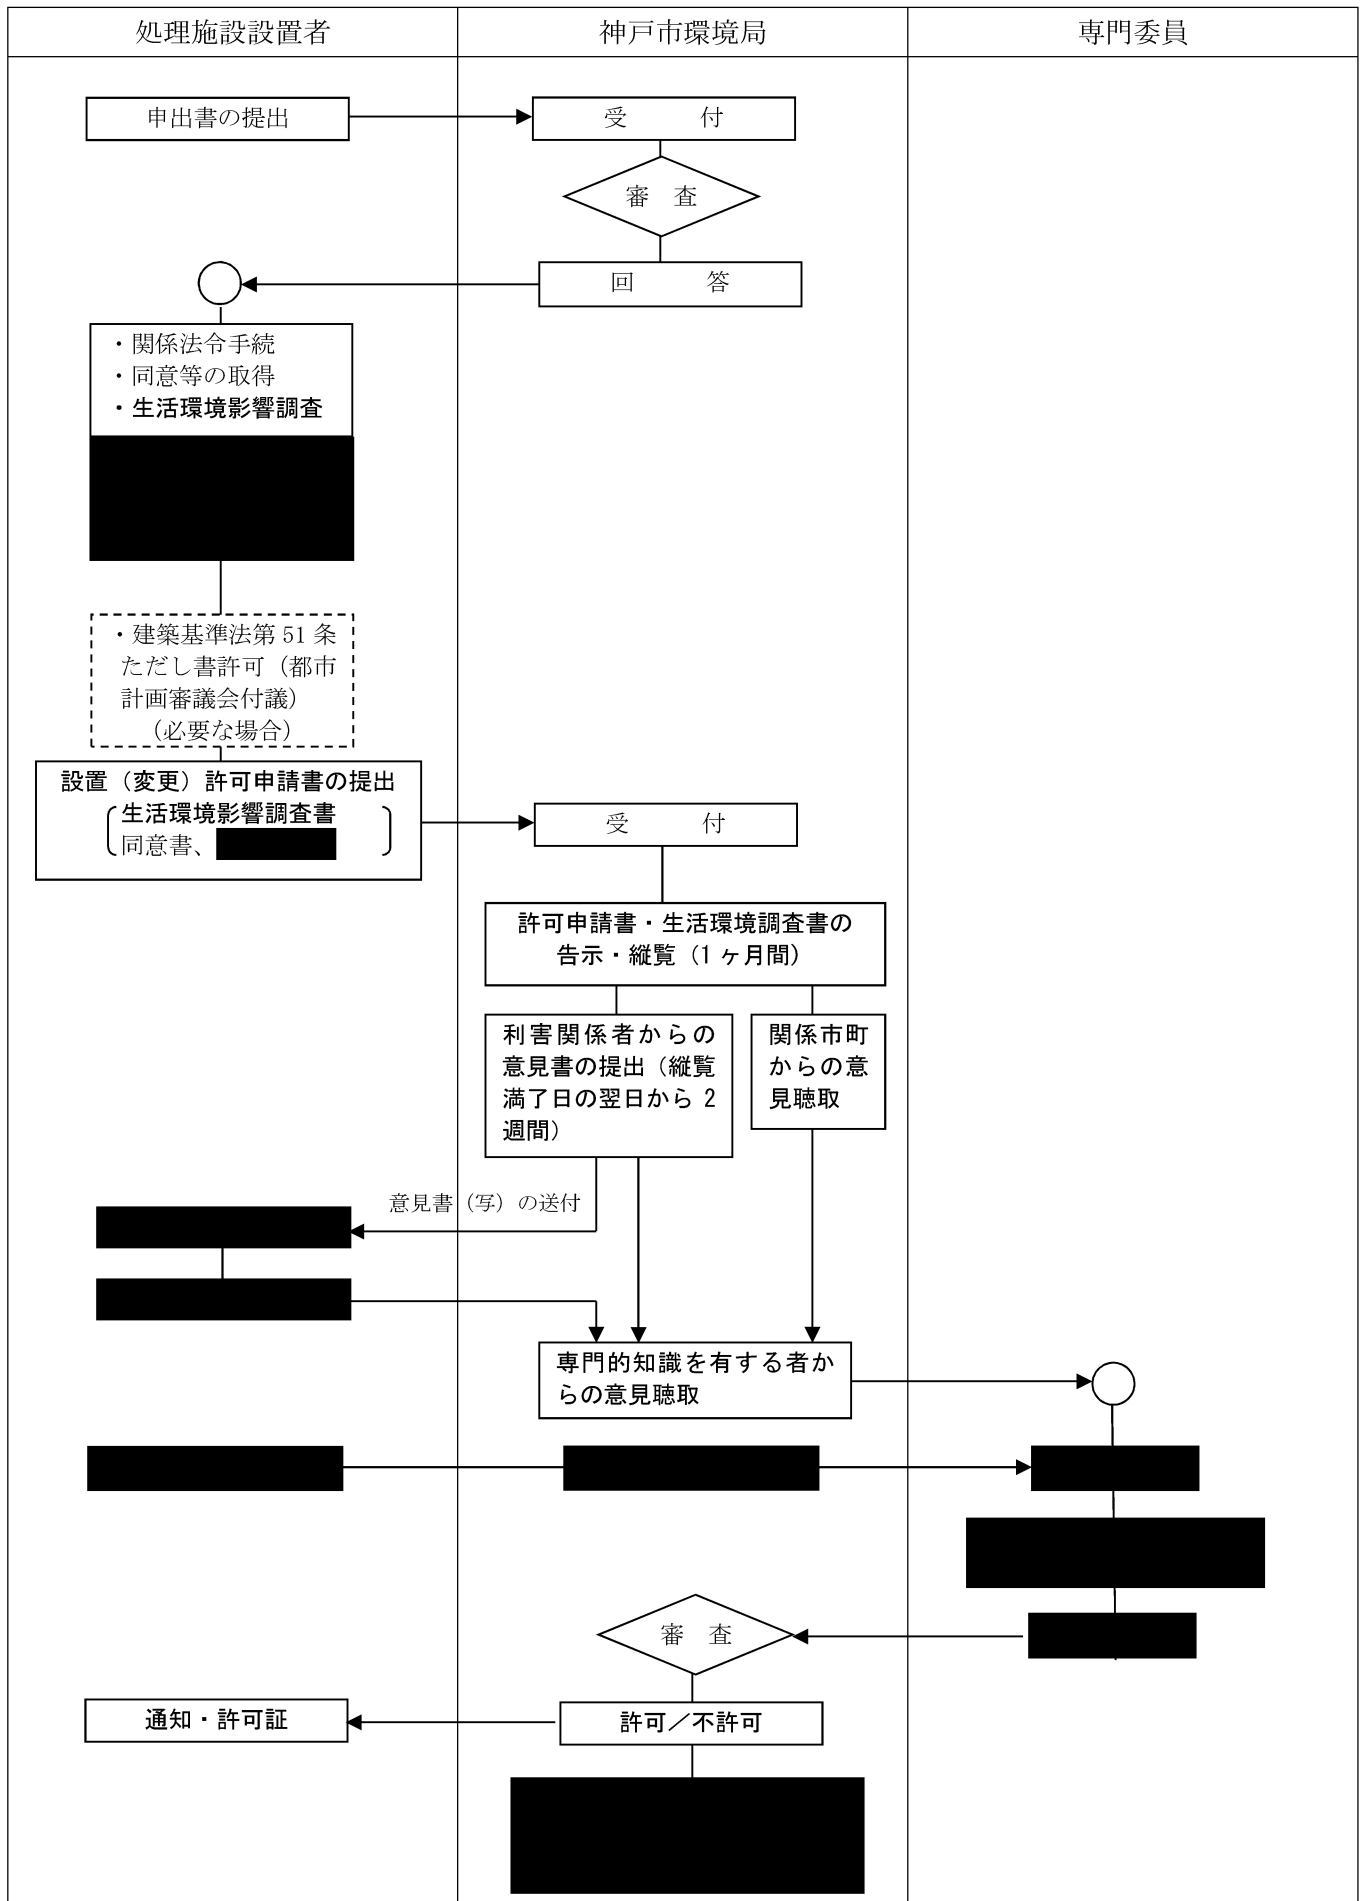 処理施設設置者
神戸市環境局
専門委員
申出書の提出
受　付
審　査
回　答
・関係法令手続
・同意等の取得
・生活環境影響調査
・建築基準法第 51 条
ただし書許可（都市
計画審議会付議）
（必要な場合）
設置（変更）許可申請書の提出
生活環境影響調査書
同意書、
受　付
許可申請書・生活環境調査書の
告示・縦覧（1 ヶ月間）
利害関係者からの
意見書の提出（縦覧
満了日の翌日から 2
週間）
関係市町
からの意
見聴取
意見書（写）の送付
専門的知識を有する者か
らの意見聴取
審　査
許可／不許可
通知・許可証